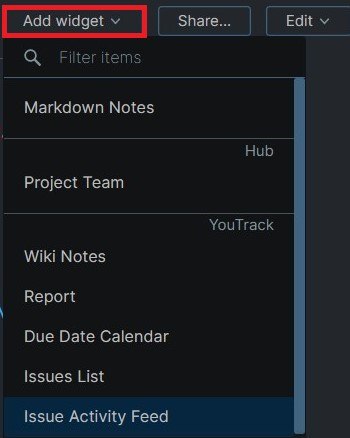 Add widget Share... Edit
Filter items
Markdown Notes
Hub
Project Team
YouTrack
Wiki Notes
Report
Due Date Calendar
Issues List
Issue Activity Feed